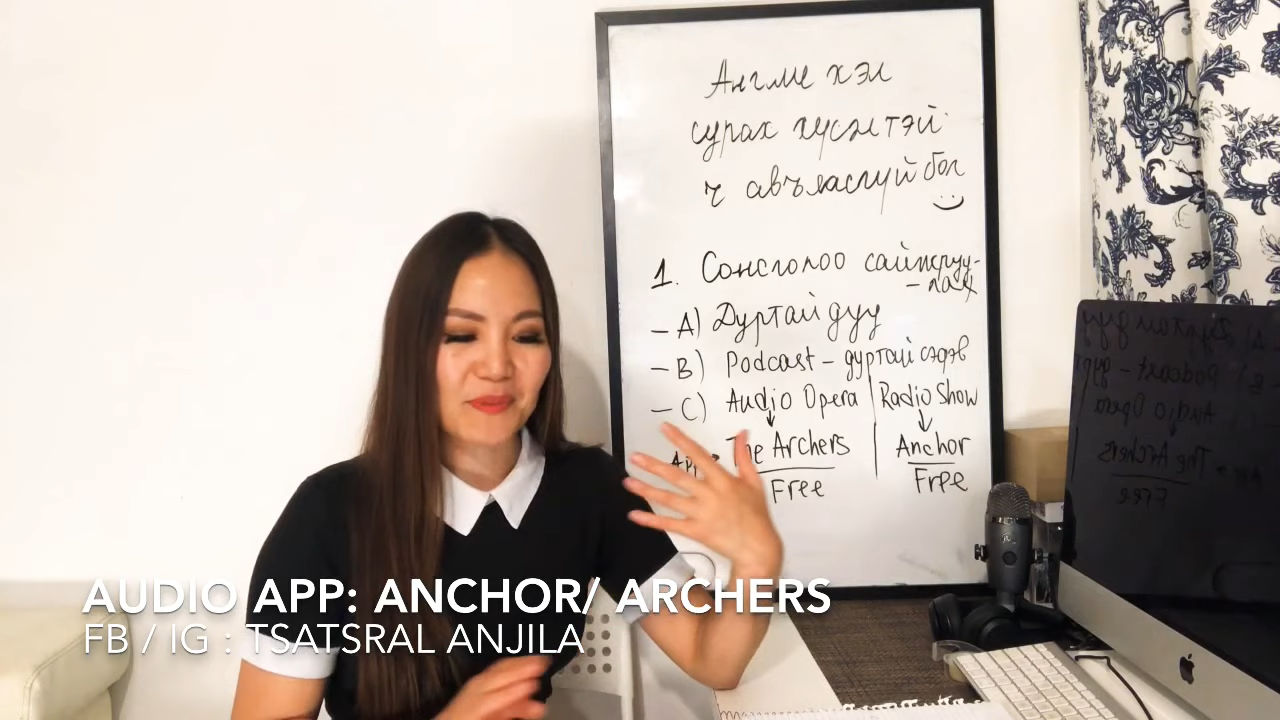 Англи хэл
сурах хүсэлтэй
ч авъяасгүй бол
1. Сонсголоо сайжруу-
- лах
- A) Дуртай дуу
- B) Podcast - дуртай сэдэв
- C) Audio Opera | Radio Show
App → The Archers | Anchor
Free Free
AUDIO APP: ANCHOR/ ARCHERS
FB / IG : TSATSRAL ANJILA